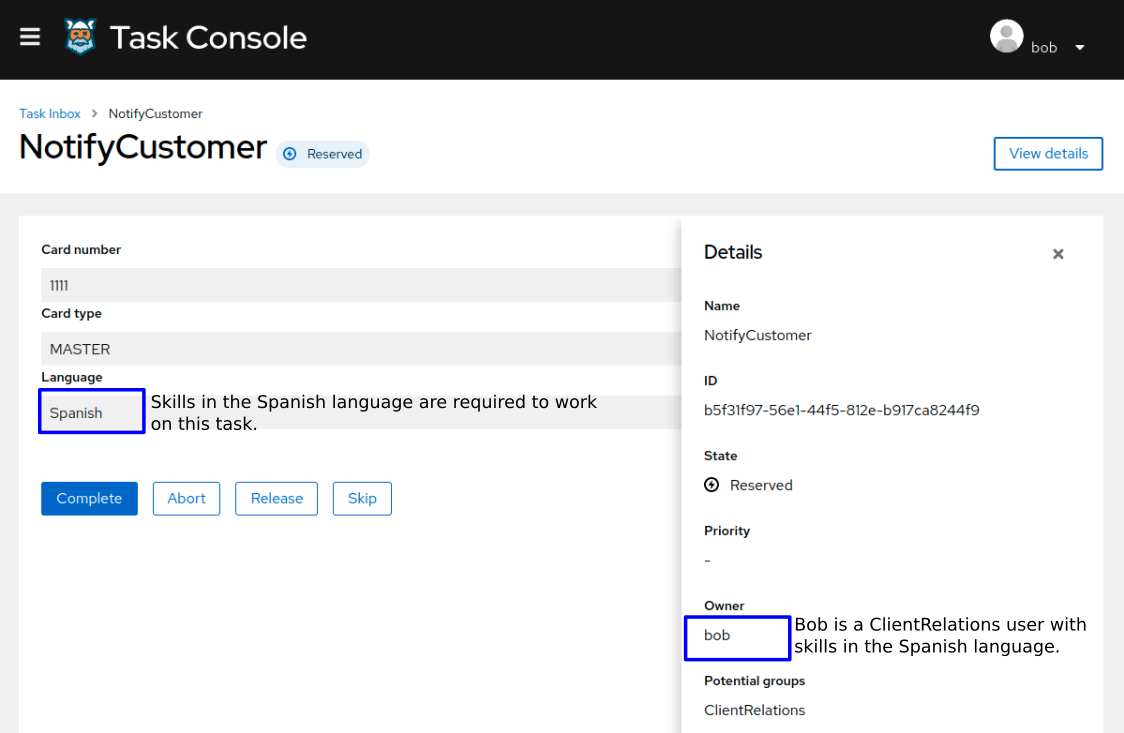 Task Console
bob
Task Inbox > NotifyCustomer
NotifyCustomer
Reserved
View details
Card number
1111
Card type
MASTER
Language
Spanish
Skills in the Spanish language are required to work
on this task.
Complete
Abort
Release
Skip
Details
Name
NotifyCustomer
ID
b5f31f97-56e1-44f5-812e-b917ca8244f9
State
Reserved
Priority
-
Owner
bob
Bob is a ClientRelations user with
skills in the Spanish language.
Potential groups
ClientRelations